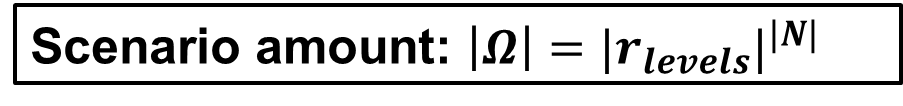 Scenario amount: |Ω| = |r_levels|^|N|